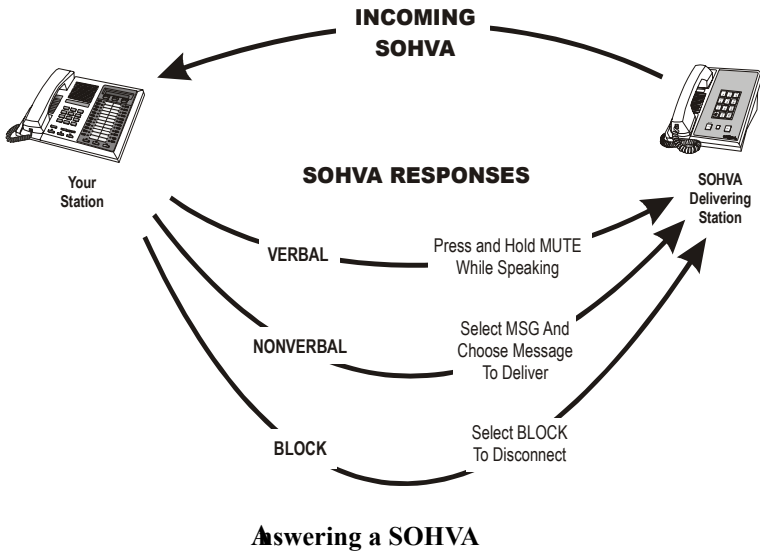 INCOMING
SOHVA
Your
Station
SOHVA RESPONSES
SOHVA
Delivering
Station
VERBAL
Press and Hold MUTE
While Speaking
NONVERBAL
Select MSG And
Choose Message
To Deliver
BLOCK
Select BLOCK
To Disconnect
Answering a SOHVA